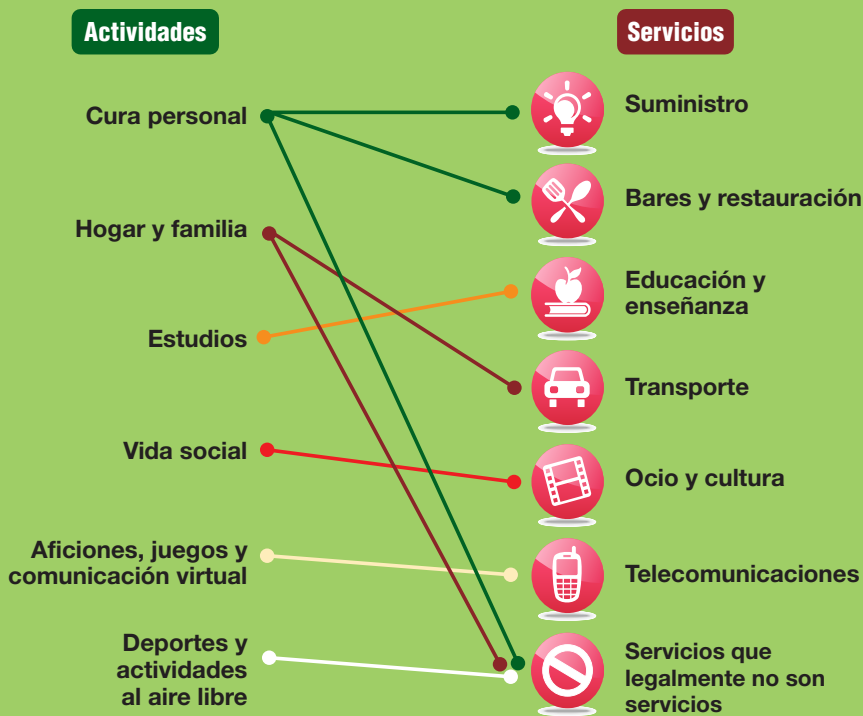 Actividades
Servicios
Cura personal
Suministro
Bares y restauración
Hogar y familia
Educación y
enseñanza
Estudios
Transporte
Vida social
Ocio y cultura
Aficiones, juegos y
comunicación virtual
Telecomunicaciones
Deportes y
actividades
al aire libre
Servicios que
legalmente no son
servicios